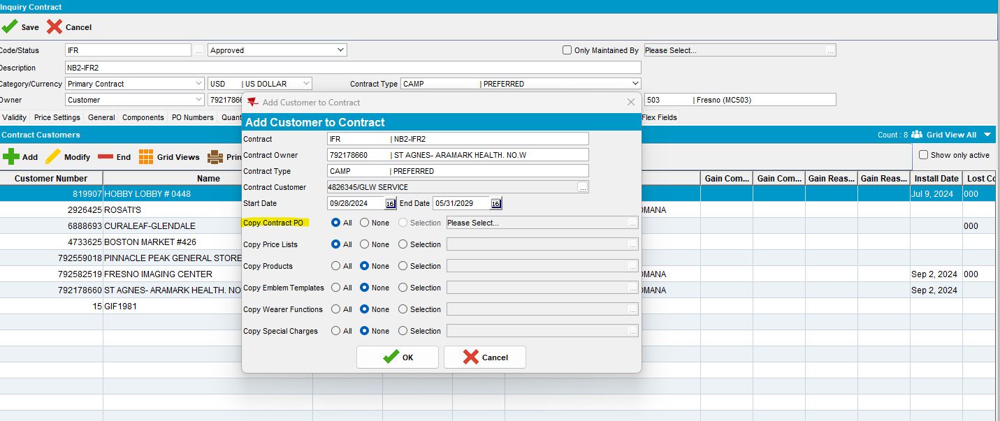 Inquiry Contract
Save Cancel
Code/Status IFR ... Approved Only Maintained By Please Select... ...
Description NB2-IFR2
Category/Currency Primary Contract USD | US DOLLAR Contract Type CAMP | PREFERRED
Owner Customer 79217866 503 | Fresno (MC503)
Validity Price Settings General Components PO Numbers Quant Flex Fields
Contract Customers Count : 8 Grid View All
Add Modify End Grid Views Prin Show only active
Customer Number Name Gain Com... Gain Com... Gain Reas... Gain Reas... Install Date Lost Co
819907 HOBBY LOBBY # 0448 Jul 9, 2024 000
2926425 ROSATI'S OMANA
6888693 CURALEAF-GLENDALE 000
4733625 BOSTON MARKET #426
792559018 PINNACLE PEAK GENERAL STORE
792582519 FRESNO IMAGING CENTER OMANA Sep 2, 2024 000
792178660 ST AGNES- ARAMARK HEALTH. NO OMANA Sep 2, 2024
15 GIF1981
Add Customer to Contract
Add Customer to Contract
Contract IFR | NB2-IFR2
Contract Owner 792178660 | ST AGNES- ARAMARK HEALTH. NO.W
Contract Type CAMP | PREFERRED
Contract Customer 4826345/GLW SERVICE ...
Start Date 09/28/2024 16 End Date 05/31/2029 16
Copy Contract PO All None Selection Please Select... ...
Copy Price Lists All None Selection ...
Copy Products All None Selection ...
Copy Emblem Templates All None Selection ...
Copy Wearer Functions All None Selection ...
Copy Special Charges All None Selection ...
OK Cancel